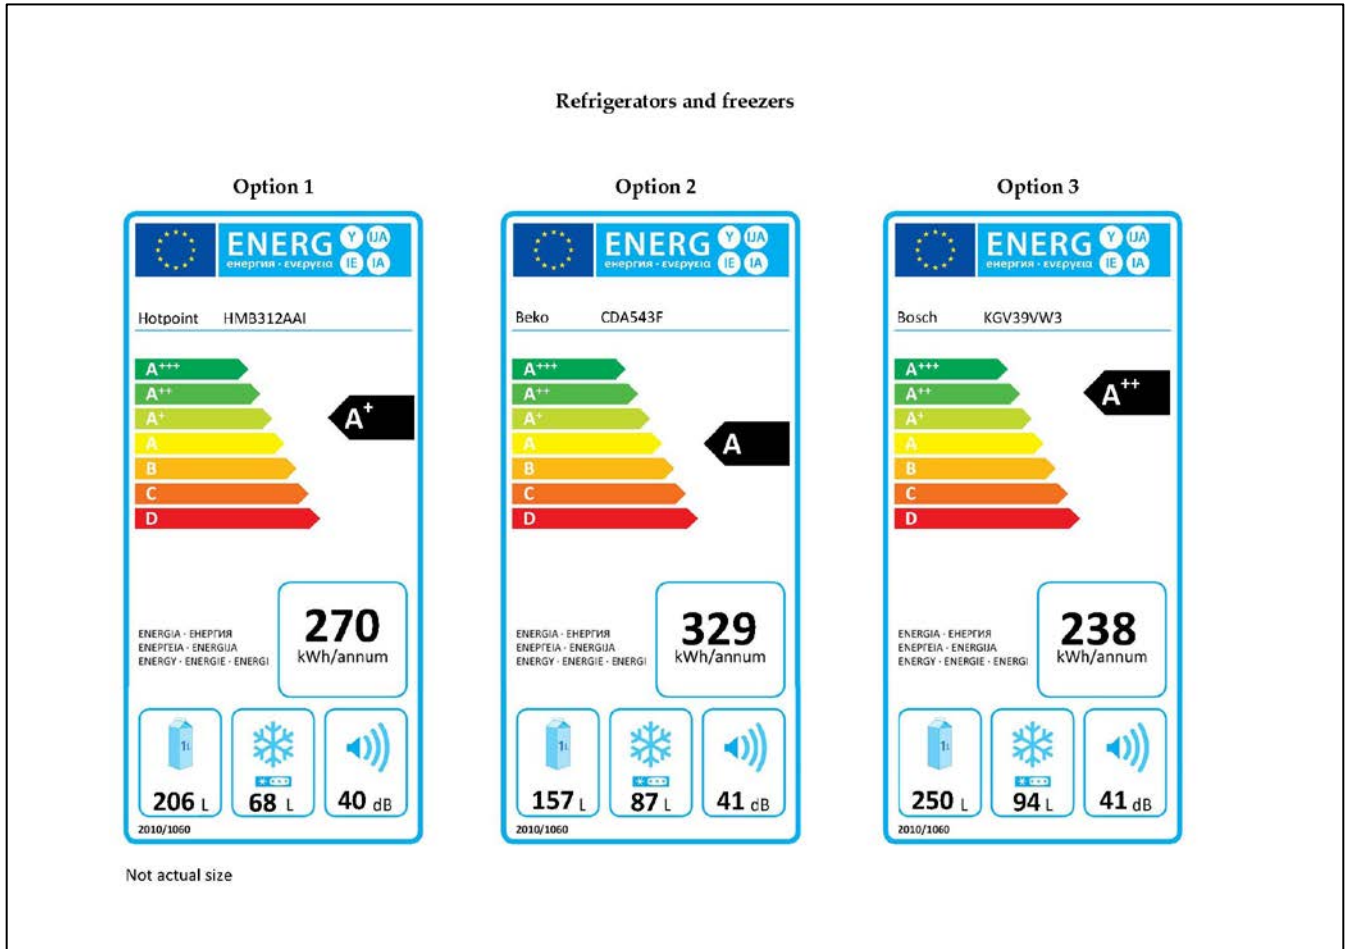 Refrigerators and freezers
Option 1
ENERG Y IJA
енергия · ενεργεια IE IA
Hotpoint HMB312AAI
A+++
A++
A+
A
B
C
D
A+
ENERGIA · ЕНЕРГИЯ
ΕΝΕΡΓΕΙΑ · ENERGIJA
ENERGY · ENERGIE · ENERGI
270
kWh/annum
1L
206 L
68 L
40 dB
2010/1060
Option 2
ENERG Y IJA
енергия · ενεργεια IE IA
Beko CDA543F
A+++
A++
A+
A
B
C
D
A
ENERGIA · ЕНЕРГИЯ
ΕΝΕΡΓΕΙΑ · ENERGIJA
ENERGY · ENERGIE · ENERGI
329
kWh/annum
1L
157 L
87 L
41 dB
2010/1060
Option 3
ENERG Y IJA
енергия · ενεργεια IE IA
Bosch KGV39VW3
A+++
A++
A+
A
B
C
D
A++
ENERGIA · ЕНЕРГИЯ
ΕΝΕΡΓΕΙΑ · ENERGIJA
ENERGY · ENERGIE · ENERGI
238
kWh/annum
1L
250 L
94 L
41 dB
2010/1060
Not actual size